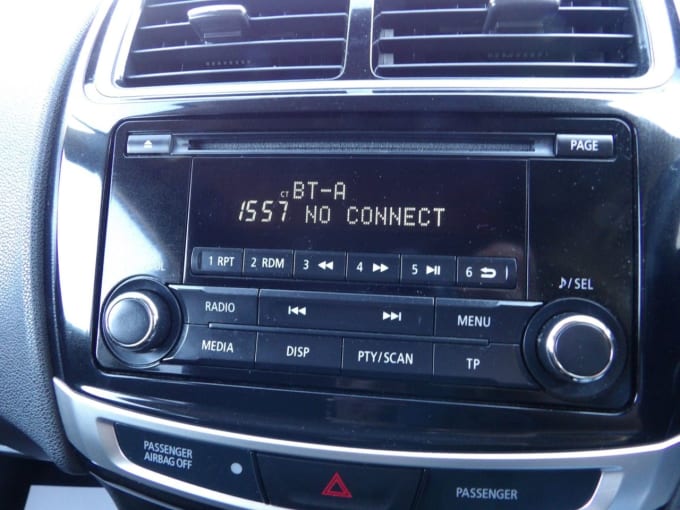 PAGE
CT BT-A
1557 NO CONNECT
1 RPT 2 RDM 3 4 5 6
♪/SEL
RADIO MENU
MEDIA DISP PTY/SCAN TP
PASSENGER
AIRBAG OFF
PASSENGER